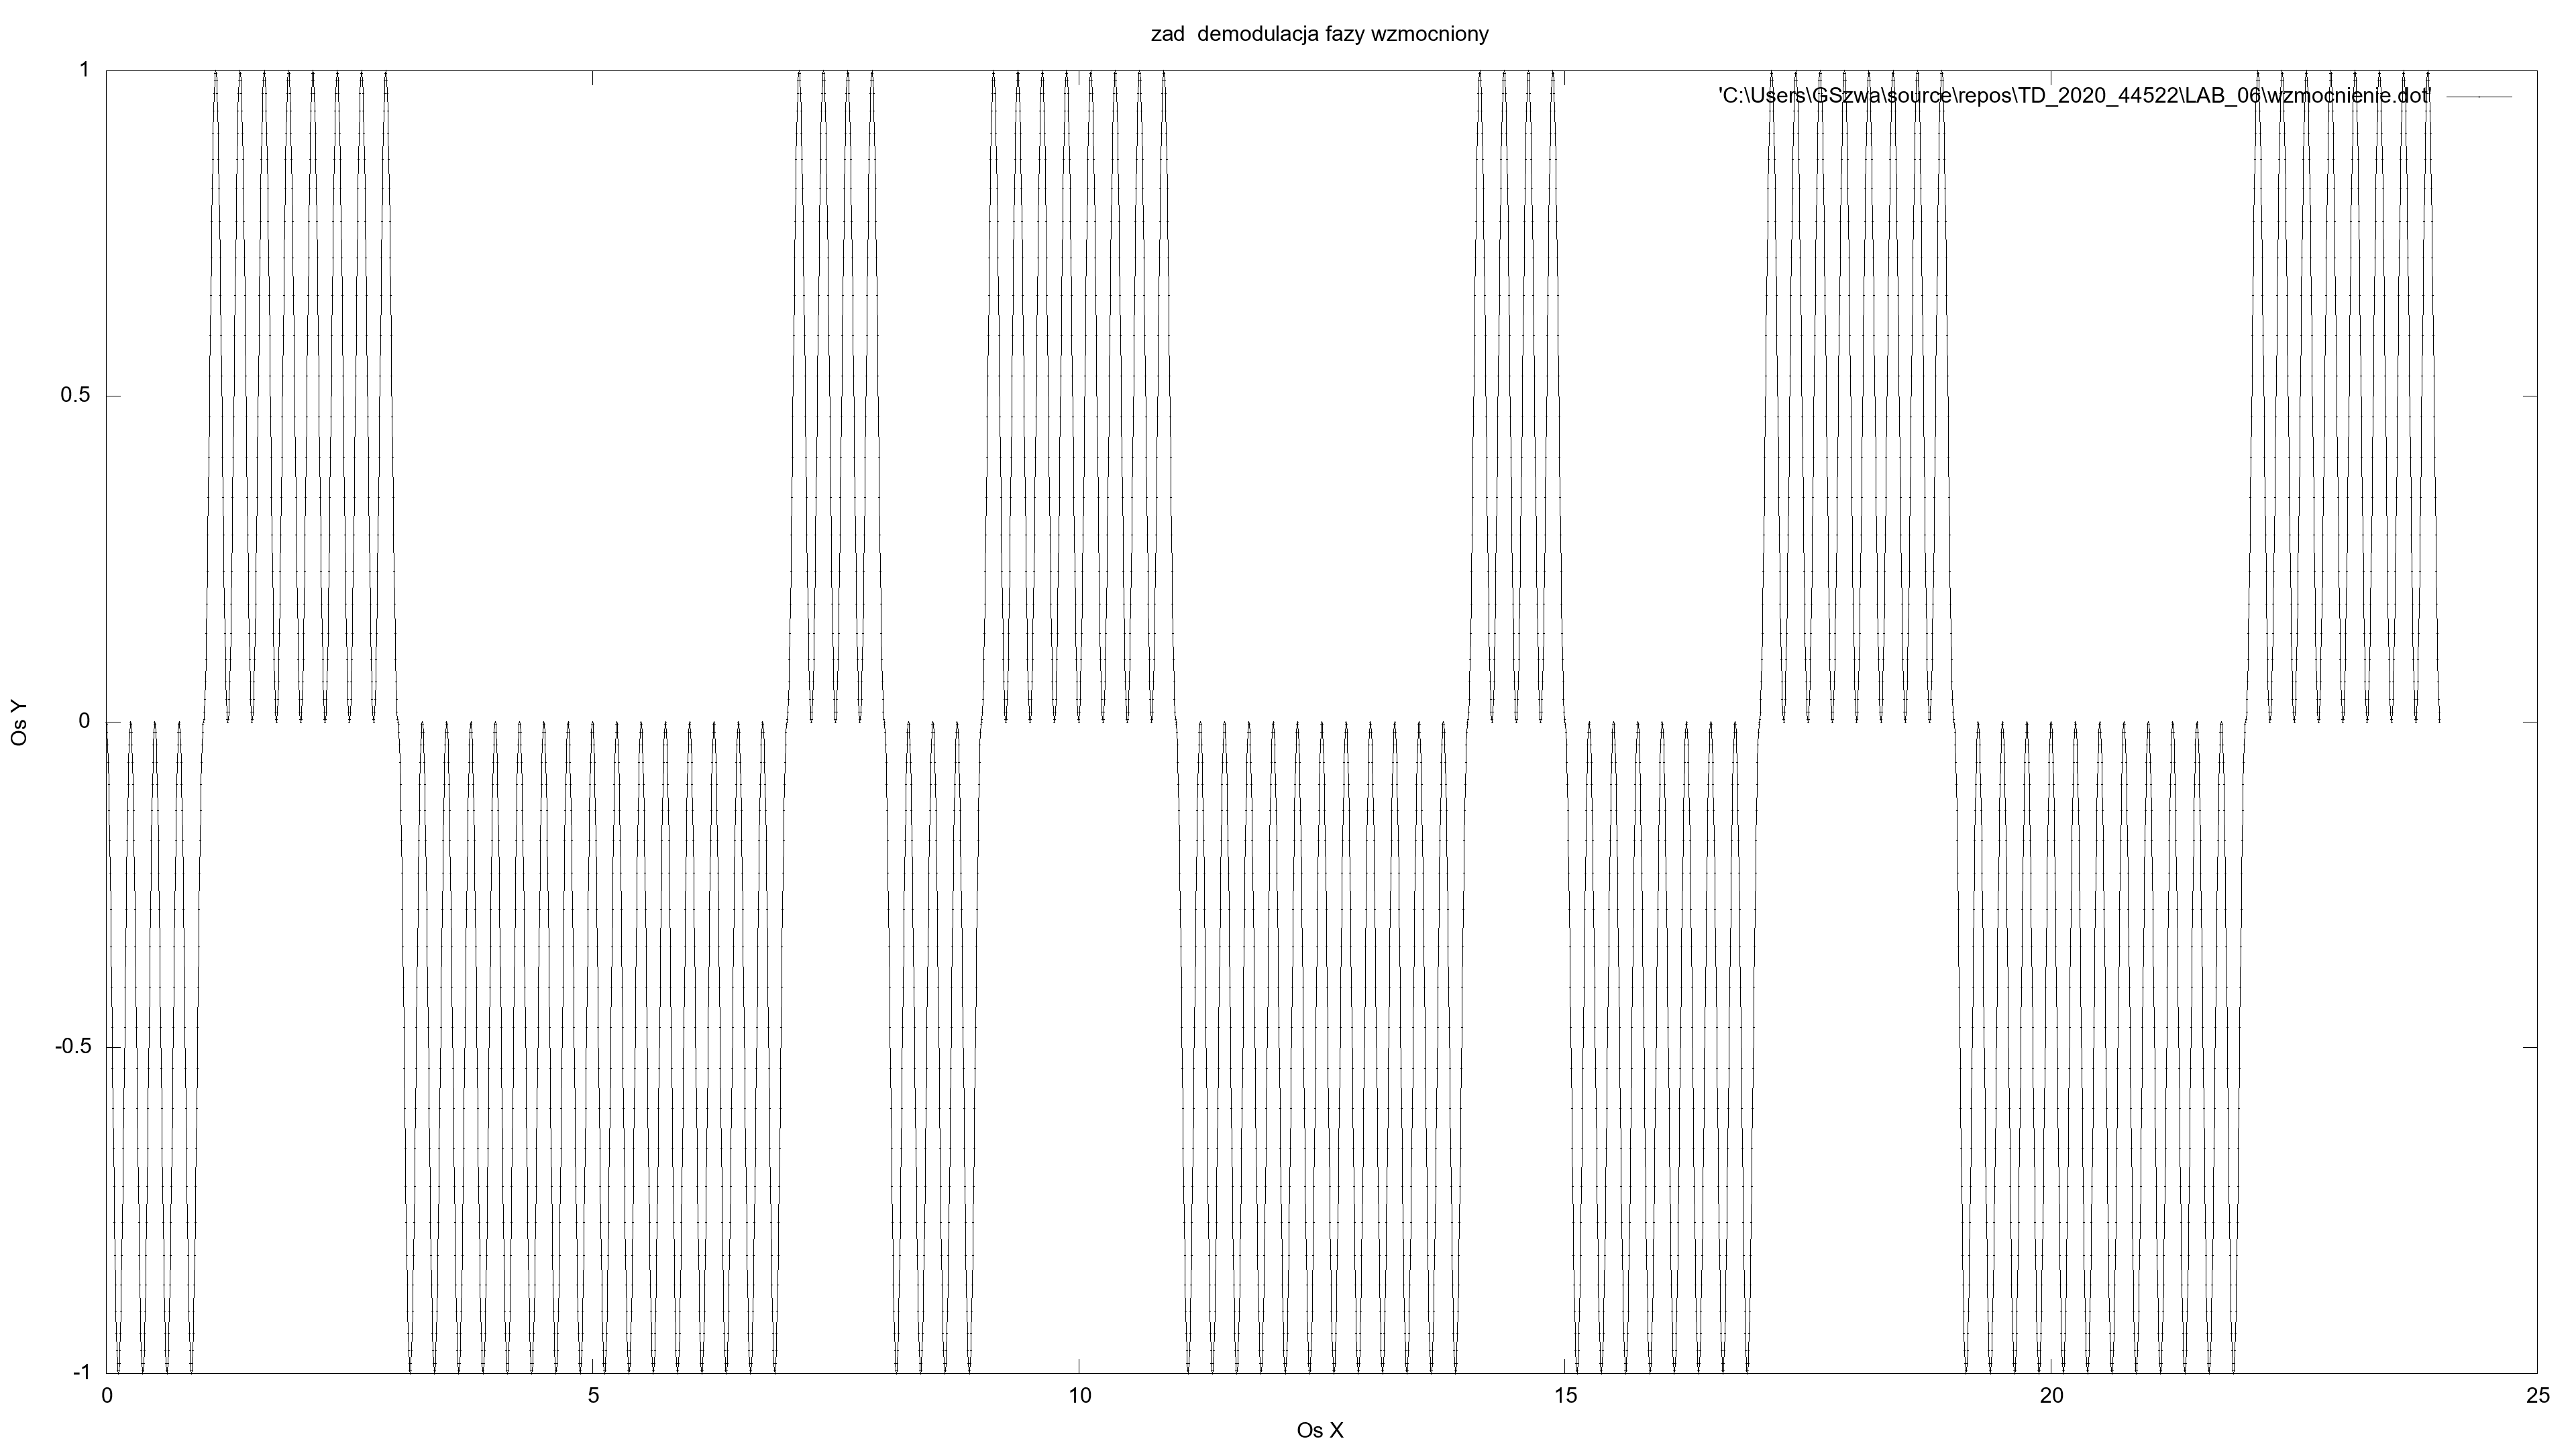 zad  demodulacja fazy wzmocniony
'C:\Users\GSzwa\source\repos\TD_2020_44522\LAB_06\wzmocnienie.dot'
1
0.5
0
-0.5
-1
Os Y
0
5
10
15
20
25
Os X